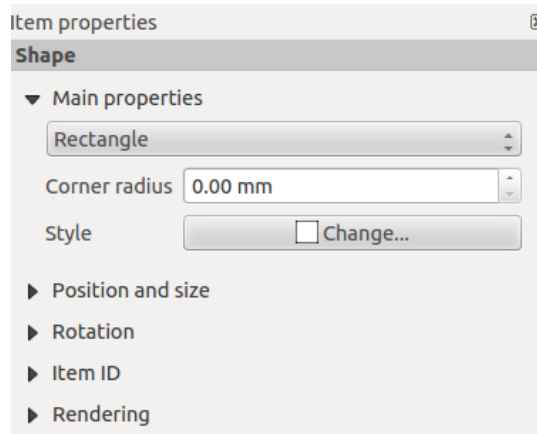 Item properties
Shape
Main properties
Rectangle
Corner radius 0.00 mm
Style Change...
Position and size
Rotation
Item ID
Rendering